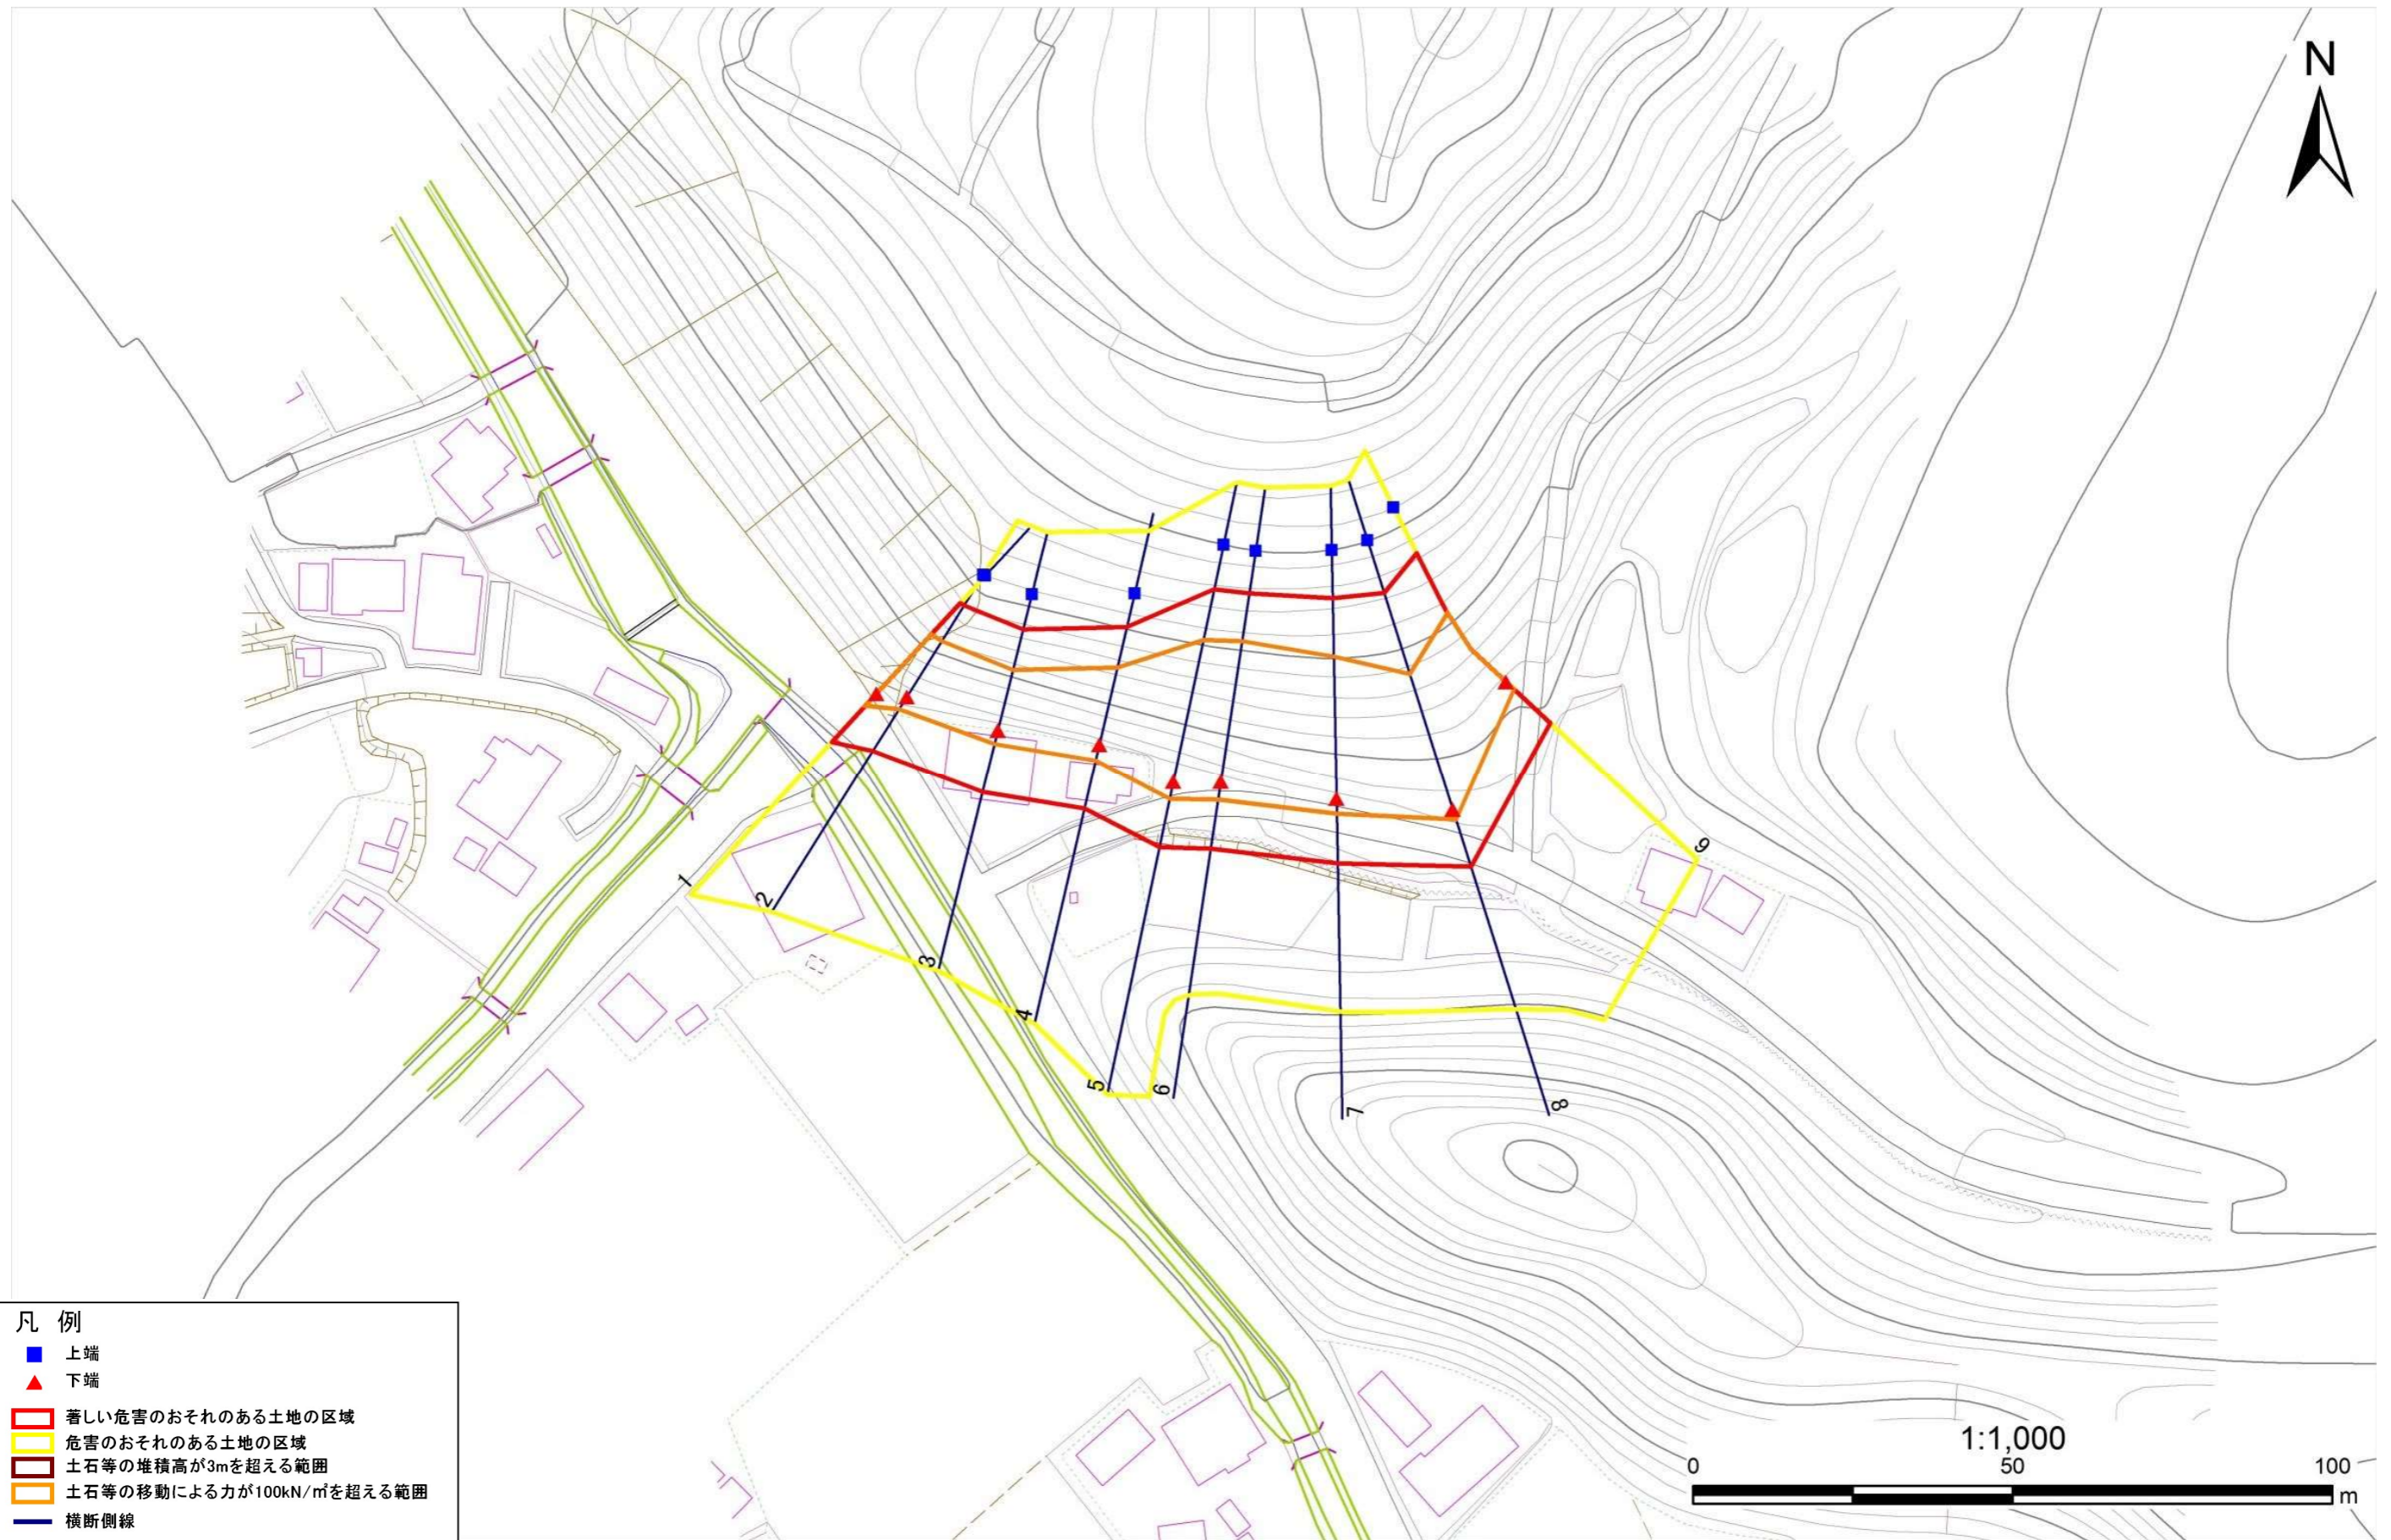 N
1
2
3
4
5
6
7
8
9
凡 例
上端
下端
著しい危害のおそれのある土地の区域
危害のおそれのある土地の区域
土石等の堆積高が3mを超える範囲
土石等の移動による力が100kN/㎡を超える範囲
横断側線
1:1,000
0 50 100
m